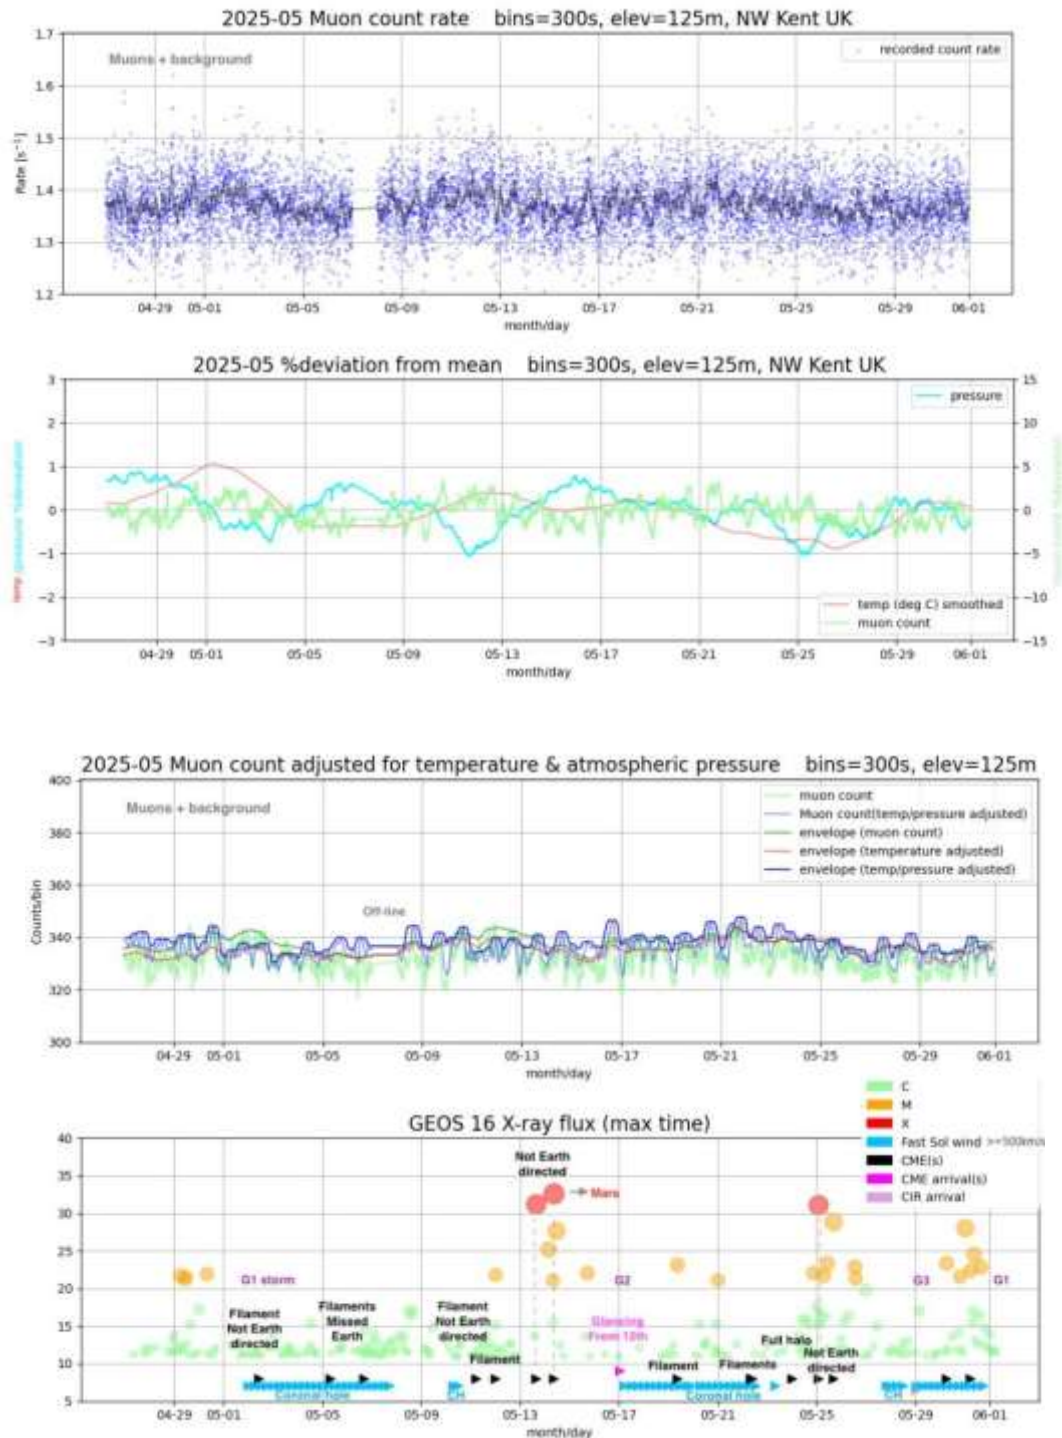 2025-05 Muon count rate    bins=300s, elev=125m, NW Kent UK
1.7
Muons + background
recorded count rate
1.6
1.5
Rate [s⁻¹]
1.4
1.3
1.2
04-29 05-01 05-05 05-09 05-13 05-17 05-21 05-25 05-29 06-01
month/day
2025-05 %deviation from mean    bins=300s, elev=125m, NW Kent UK
3 15
pressure
2 10
1 5
0 0
temp
−1 −5
−2 −10
temp (deg C) smoothed
muon count
−3 −15
04-29 05-01 05-05 05-09 05-13 05-17 05-21 05-25 05-29 06-01
month/day
2025-05 Muon count adjusted for temperature & atmospheric pressure    bins=300s, elev=125m
400
Muons + background
muon count
Muon count(temp/pressure adjusted)
envelope (muon count)
envelope (temperature adjusted)
envelope (temp/pressure adjusted)
380
360
Counts/bin
Off-line
340
320
300
04-29 05-01 05-05 05-09 05-13 05-17 05-21 05-25 05-29 06-01
month/day
C
M
X
Fast Sol wind >=500km/s
CME(s)
CME arrival(s)
CIR arrival
GEOS 16 X-ray flux (max time)
40
Not Earth
directed
35
Mars
30
25
G1 storm G2 G3 G1
20
Filament
Not Earth
directed
Filaments
Missed
Earth
Filament
Not Earth
directed
Glancing
From 13th
15
Filament
Filament
Filaments
Full halo
Not Earth
directed
10
Coronal hole CH Coronal hole CH
5
04-29 05-01 05-05 05-09 05-13 05-17 05-21 05-25 05-29 06-01
month/day